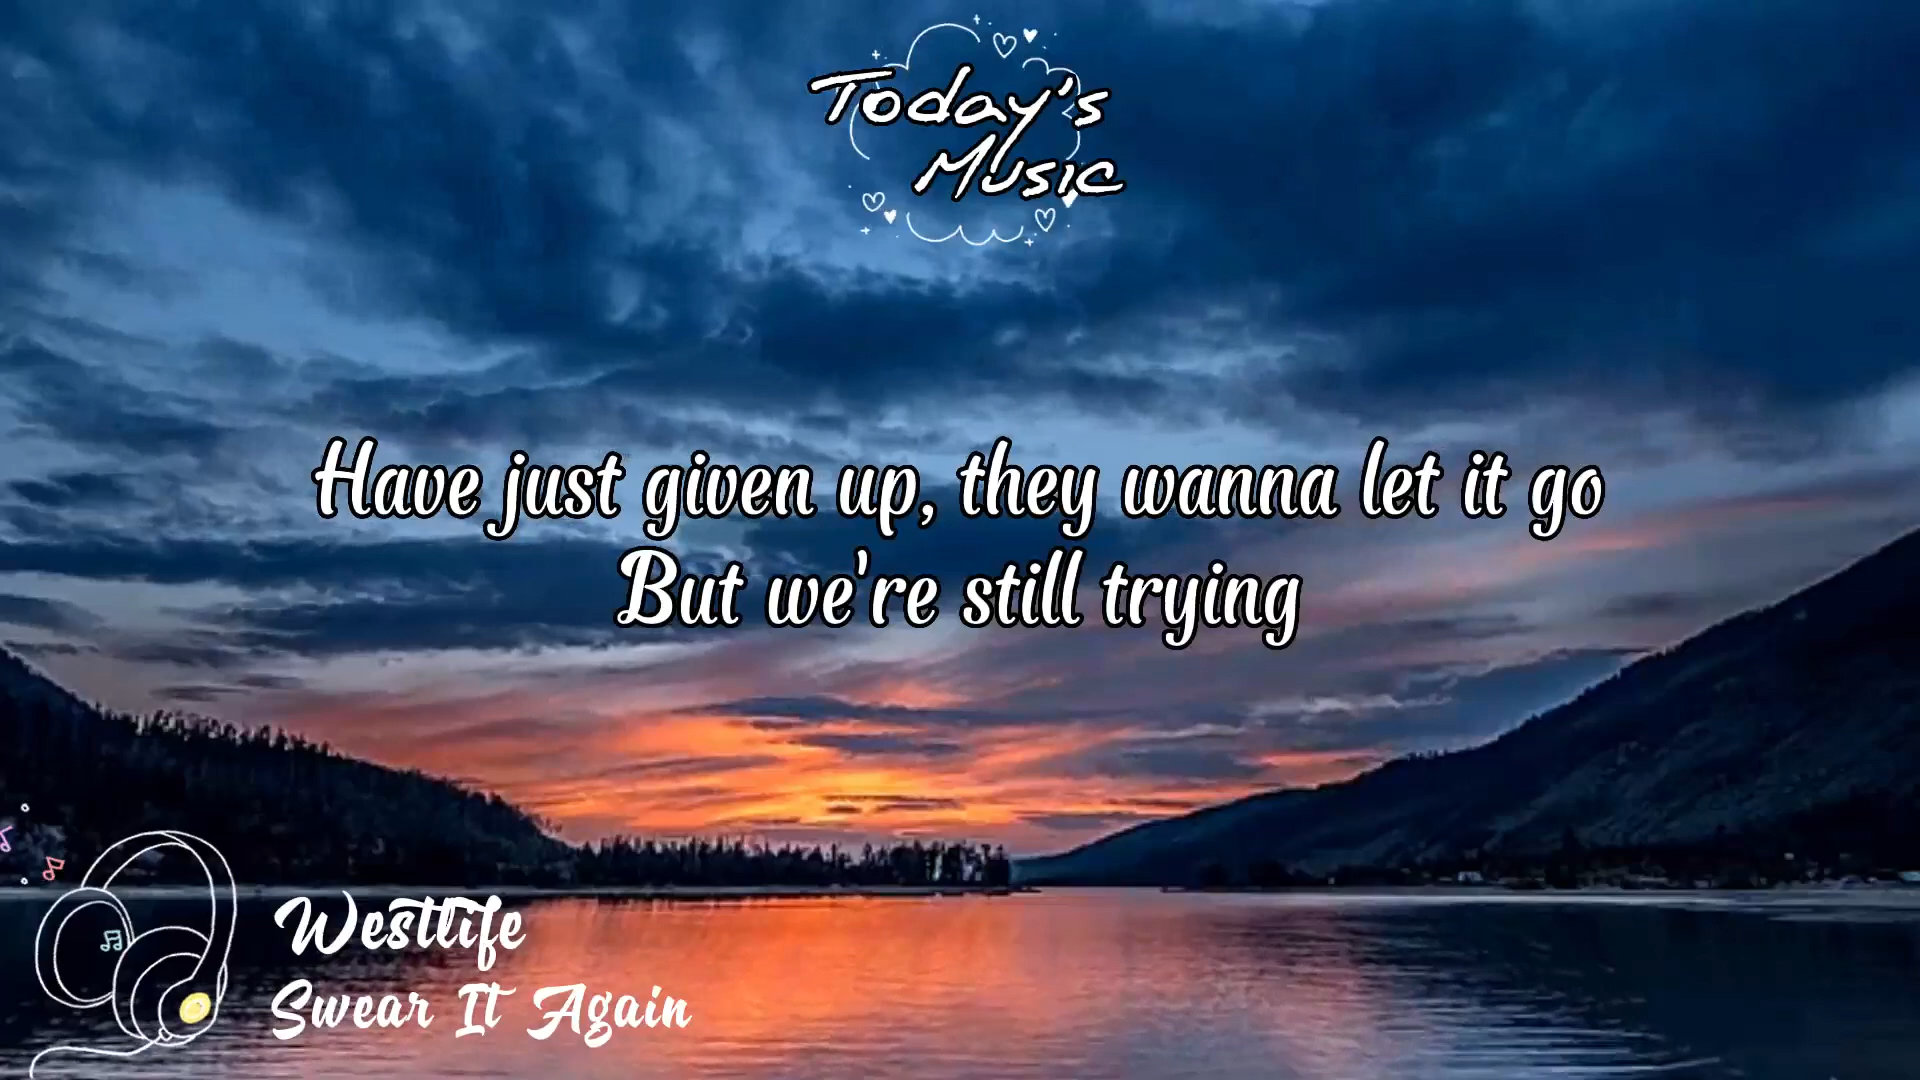 Today's
Music
Have just given up, they wanna let it go
But we're still trying
Westlife
Swear It Again